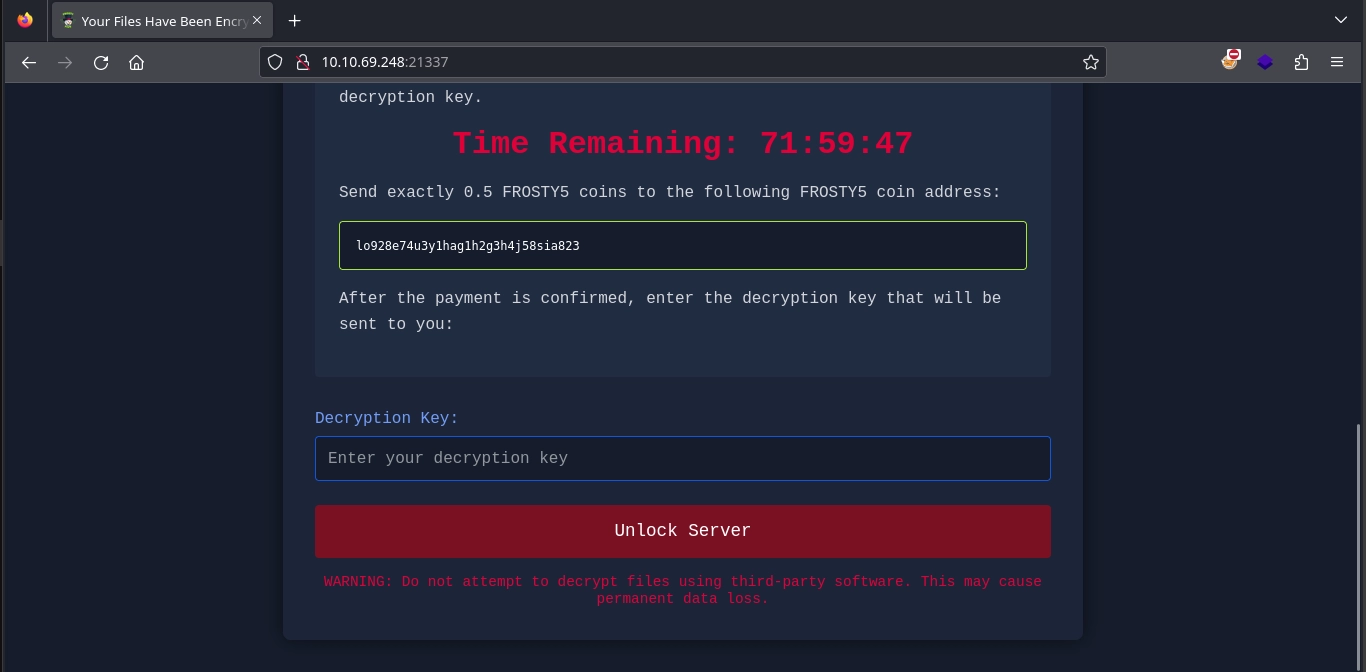 Your Files Have Been Encry
10.10.69.248:21337
decryption key.
Time Remaining: 71:59:47
Send exactly 0.5 FROSTY5 coins to the following FROSTY5 coin address:
lo928e74u3y1hag1h2g3h4j58sia823
After the payment is confirmed, enter the decryption key that will be
sent to you:
Decryption Key:
Enter your decryption key
Unlock Server
WARNING: Do not attempt to decrypt files using third-party software. This may cause
permanent data loss.